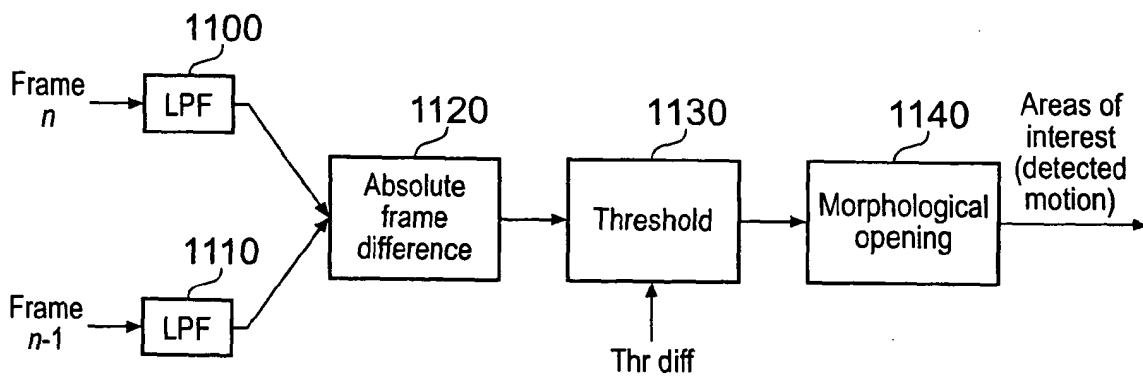 1100
Frame
n
LPF
1120
Absolute
frame
difference
1130
Threshold
1140
Morphological
opening
Areas of
interest
(detected
motion)
1110
Frame
n-1
LPF
Thr diff